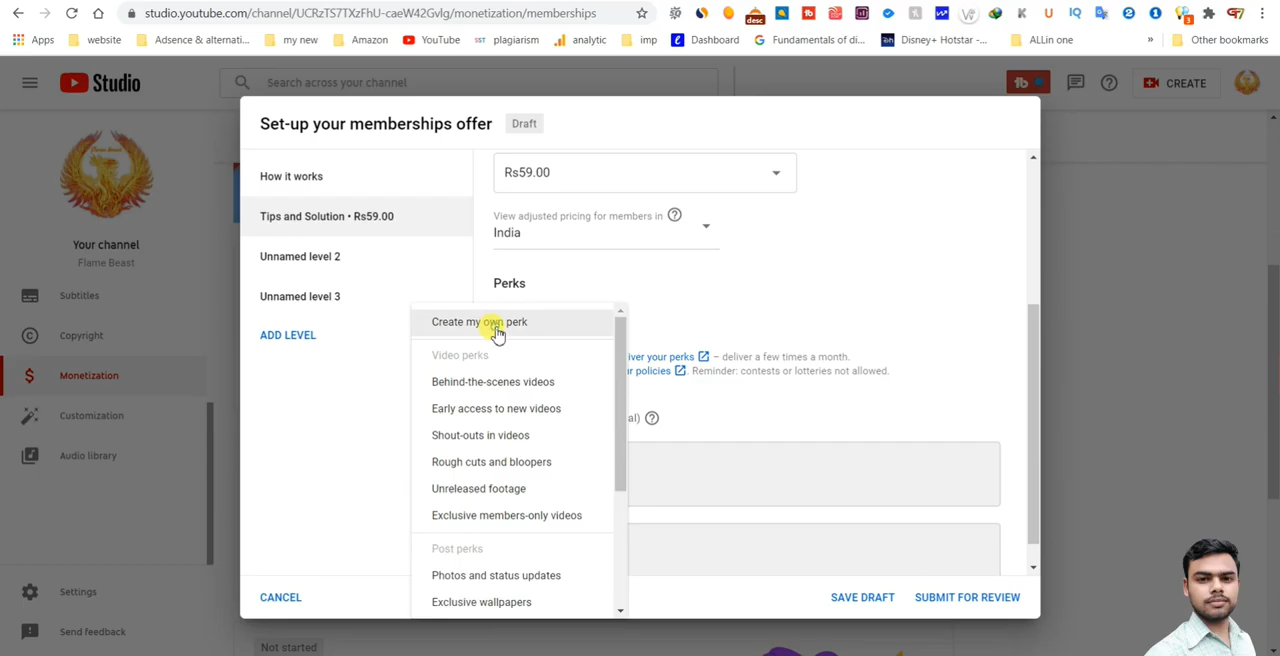 studio.youtube.com/channel/UCRzTS7TXzFhU-caeW42Gvlg/monetization/memberships
Apps website Adsence & alternati... my new Amazon YouTube plagiarism analytic imp Dashboard Fundamentals of di... Disney+ Hotstar -... ALLin one » Other bookmarks
Studio
Search across your channel
CREATE
Set-up your memberships offer
Draft
How it works
Tips and Solution • Rs59.00
Unnamed level 2
Unnamed level 3
ADD LEVEL
Rs59.00
View adjusted pricing for members in
India
Perks
Create my own perk
Video perks
Behind-the-scenes videos
Early access to new videos
Shout-outs in videos
Rough cuts and bloopers
Unreleased footage
Exclusive members-only videos
Post perks
Photos and status updates
Exclusive wallpapers
iver your perks – deliver a few times a month.
r policies. Reminder: contests or lotteries not allowed.
al)
CANCEL
SAVE DRAFT
SUBMIT FOR REVIEW
Flame Beast
Your channel
Flame Beast
Subtitles
Copyright
Monetization
Customization
Audio library
Settings
Send feedback
Not started